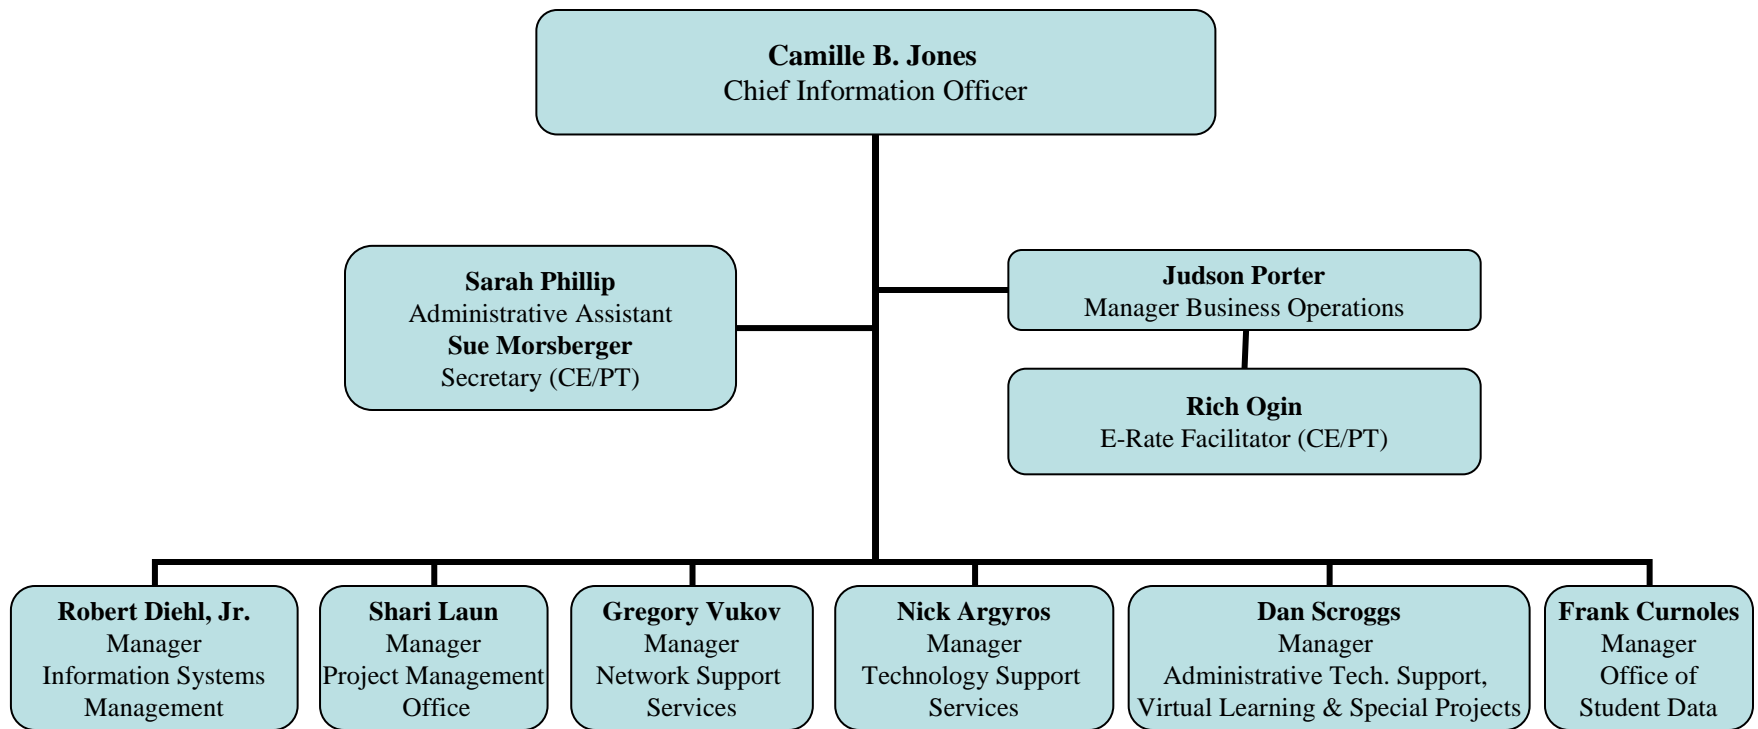 Camille B. Jones
Chief Information Officer
Sarah Phillip
Administrative Assistant
Sue Morsberger
Secretary (CE/PT)
Judson Porter
Manager Business Operations
Rich Ogin
E-Rate Facilitator (CE/PT)
Robert Diehl, Jr.
Manager
Information Systems
Management
Shari Laun
Manager
Project Management
Office
Gregory Vukov
Manager
Network Support
Services
Nick Argyros
Manager
Technology Support
Services
Dan Scroggs
Manager
Administrative Tech. Support,
Virtual Learning & Special Projects
Frank Curnoles
Manager
Office of
Student Data